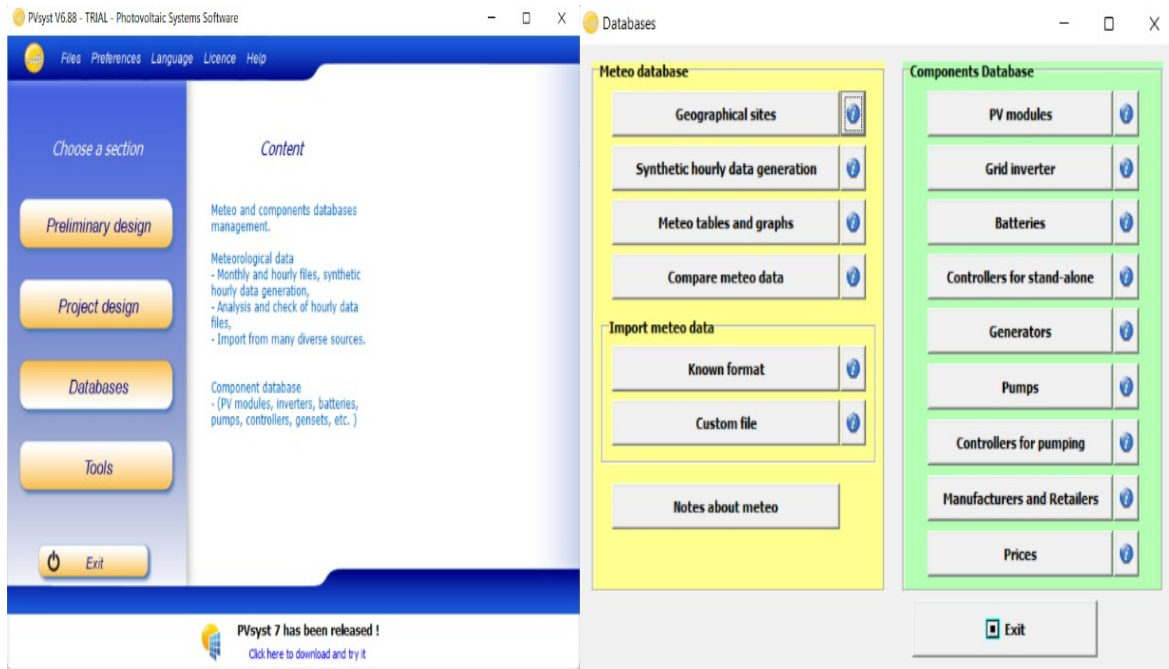 PVsyst V6.88 - TRIAL - Photovoltaic Systems Software
Files Preferences Language Licence Help
Choose a section
Preliminary design
Project design
Databases
Tools
Exit
Content
Meteo and components databases
management.
Meteorological data
- Monthly and hourly files, synthetic
hourly data generation,
- Analysis and check of hourly data
files,
- Import from many diverse sources.
Component database
- (PV modules, inverters, batteries,
pumps, controllers, gensets, etc. )
PVsyst 7 has been released !
Click here to download and try it
Databases
Meteo database
Geographical sites
Synthetic hourly data generation
Meteo tables and graphs
Compare meteo data
Import meteo data
Known format
Custom file
Notes about meteo
Components Database
PV modules
Grid inverter
Batteries
Controllers for stand-alone
Generators
Pumps
Controllers for pumping
Manufacturers and Retailers
Prices
Exit